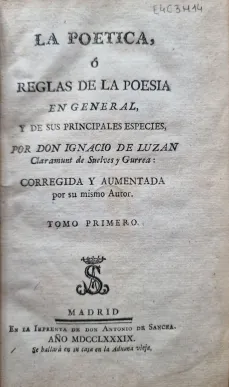 E4C3M14
LA POETICA,
ó
REGLAS DE LA POESIA
EN GENERAL,
Y DE SUS PRINCIPALES ESPECIES,
POR DON IGNACIO DE LUZAN
Claramunt de Suelves y Gurrea:
CORREGIDA Y AUMENTADA
por su mismo Autor.
TOMO PRIMERO.
MADRID
EN LA IMPRENTA DE DON ANTONIO DE SANCHA.
AÑO MDCCLXXXIX.
Se hallará en su casa en la Aduana vieja.